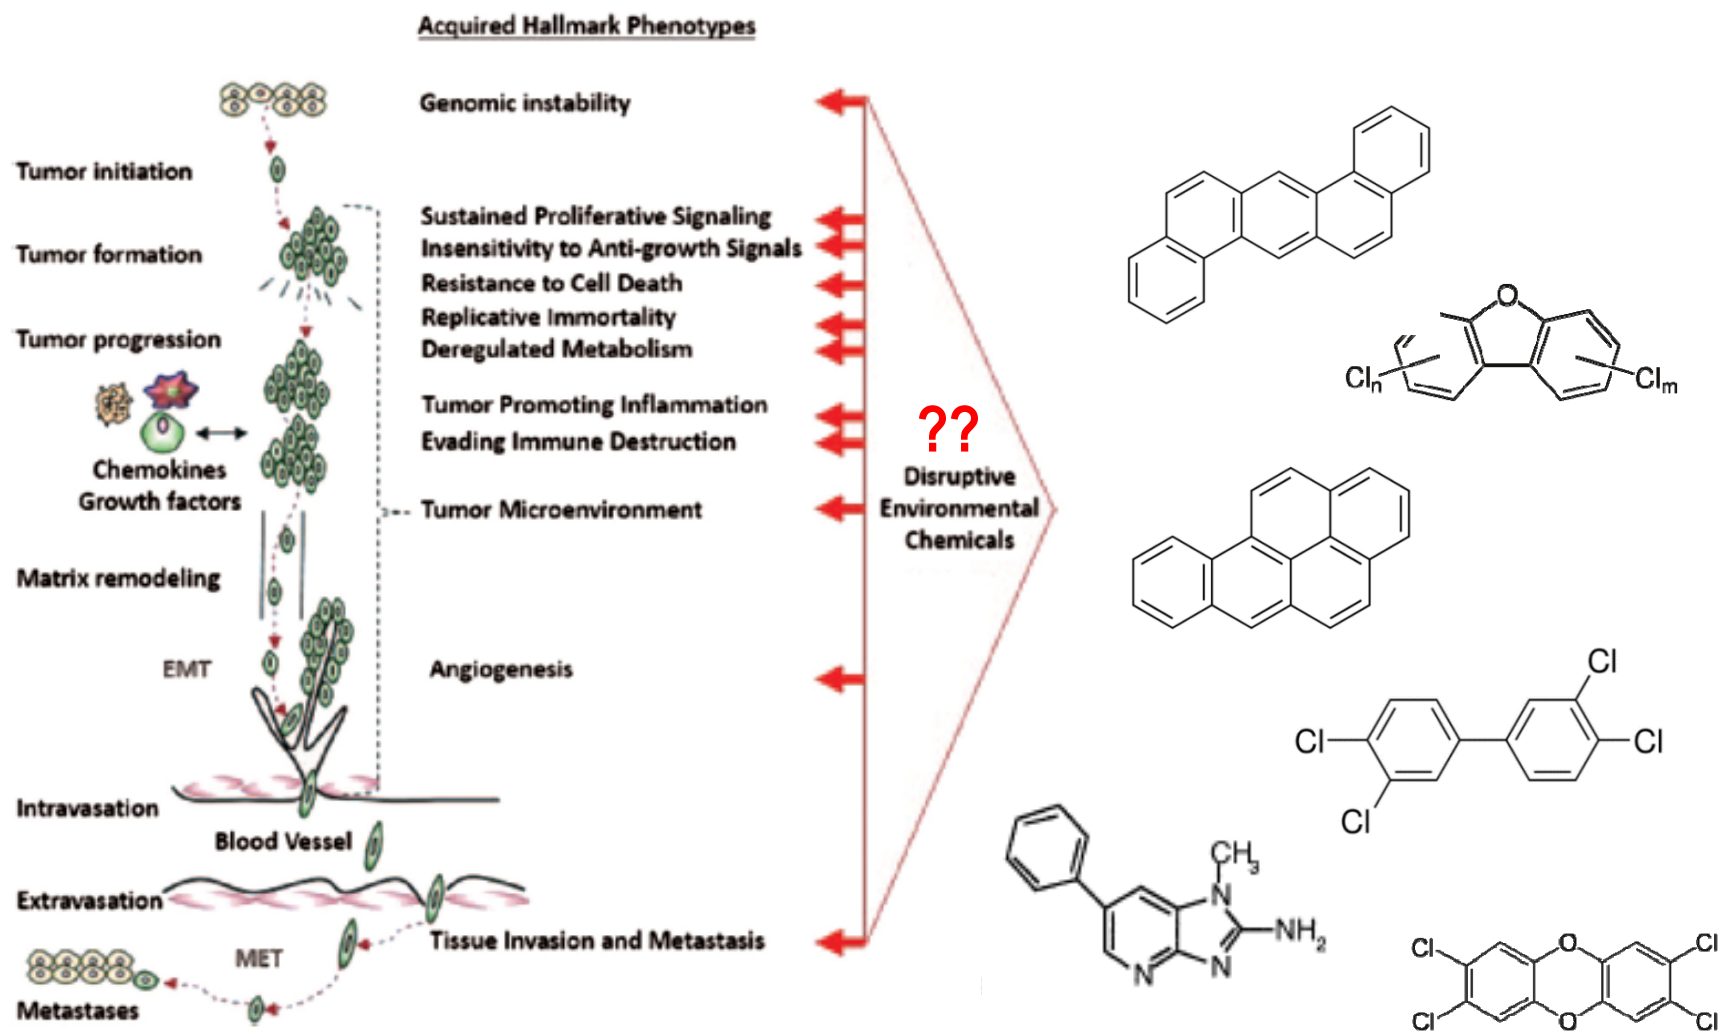 Acquired Hallmark Phenotypes
Genomic instability
Tumor initiation
Sustained Proliferative Signaling
Insensitivity to Anti-growth Signals
Tumor formation
Resistance to Cell Death
Replicative Immortality
Tumor progression
Deregulated Metabolism
Tumor Promoting Inflammation
Evading Immune Destruction
Chemokines
Growth factors
Tumor Microenvironment
Matrix remodeling
EMT
Angiogenesis
Intravasation
Blood Vessel
Extravasation
Tissue Invasion and Metastasis
MET
Metastases
??
Disruptive
Environmental
Chemicals
O
Clₙ
Clₘ
Cl
Cl
Cl
Cl
CH₃
N
NH₂
N
N
Cl
O
Cl
Cl
O
Cl